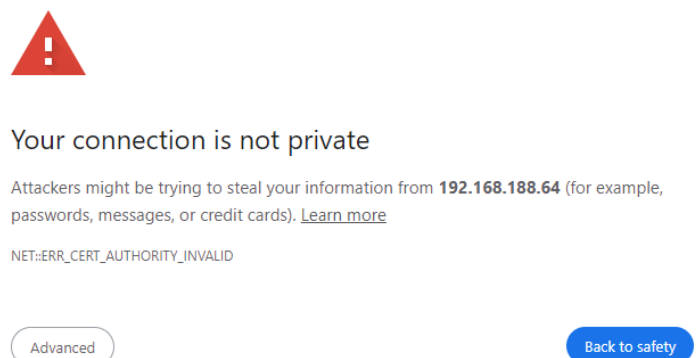 Your connection is not private
Attackers might be trying to steal your information from 192.168.188.64 (for example,
passwords, messages, or credit cards). Learn more
NET::ERR_CERT_AUTHORITY_INVALID
Advanced
Back to safety